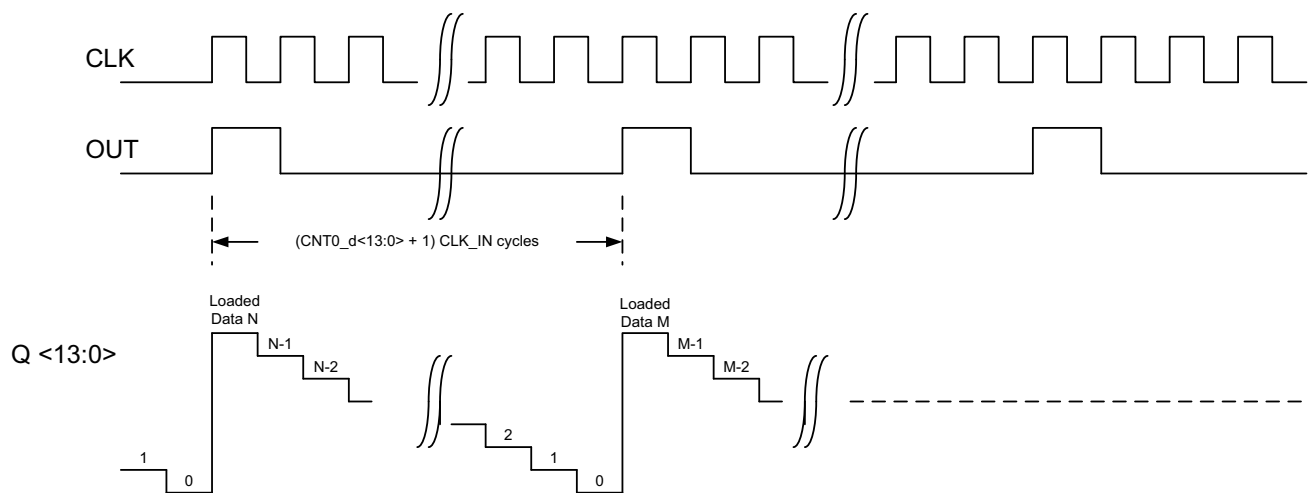 CLK
OUT
(CNT0_d<13:0> + 1) CLK_IN cycles
Loaded
Data N
Loaded
Data M
Q <13:0>
N-1
M-1
N-2
M-2
2
1
1
0
0